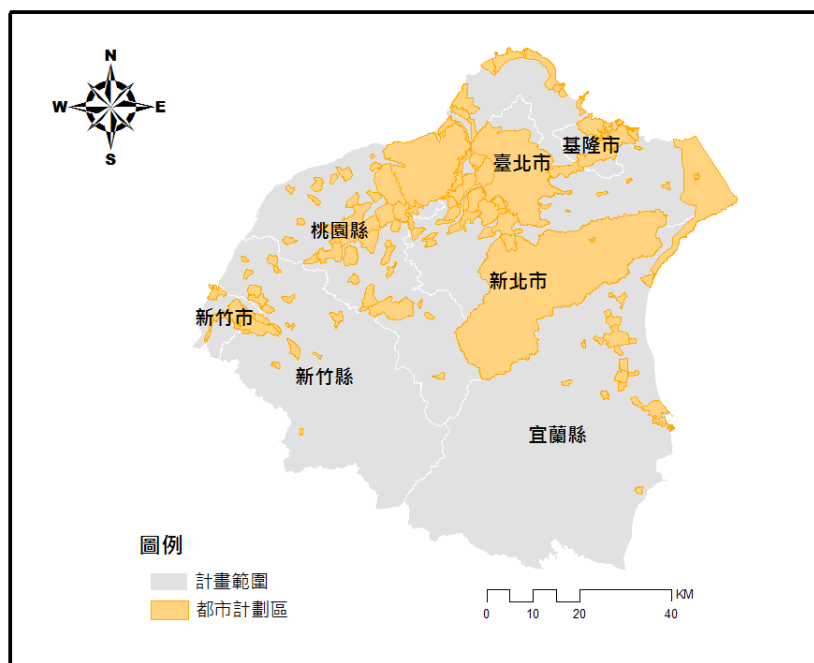 N
W E
S
基隆市
臺北市
桃園縣
新北市
新竹市
新竹縣
宜蘭縣
圖例
計畫範圍
都市計劃區
KM
0 10 20 40